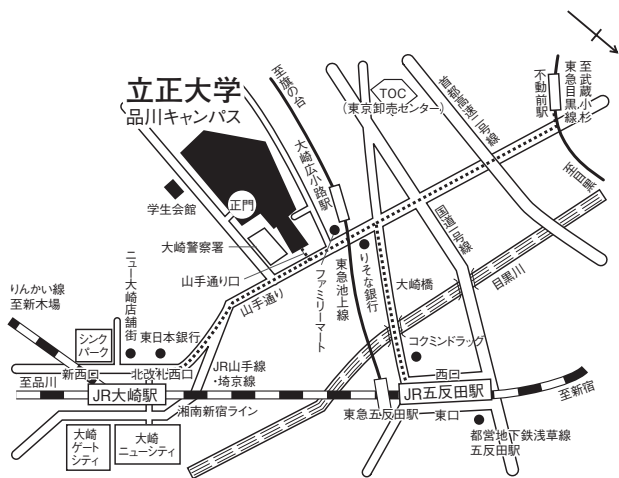 立正大学
品川キャンパス
至旗の台
TOC
(東京卸売センター)
首都高速二号線
不動前駅
東急目黒線
至武蔵小杉
至目黒
大崎広小路駅
正門
学生会館
大崎警察署
山手通り口
山手通り
ファミリーマート
東急池上線
りそな銀行
大崎橋
国道一号線
目黒川
りんかい線
至新木場
ニュー大崎店舗街
東日本銀行
シンク
パーク
新西口
北改札西口
JR山手線
・埼京線
コクミンドラッグ
西口
至品川
JR大崎駅
湘南新宿ライン
東急五反田駅
JR五反田駅
東口
至新宿
大崎
ゲート
シティ
大崎
ニューシティ
都営地下鉄浅草線
五反田駅